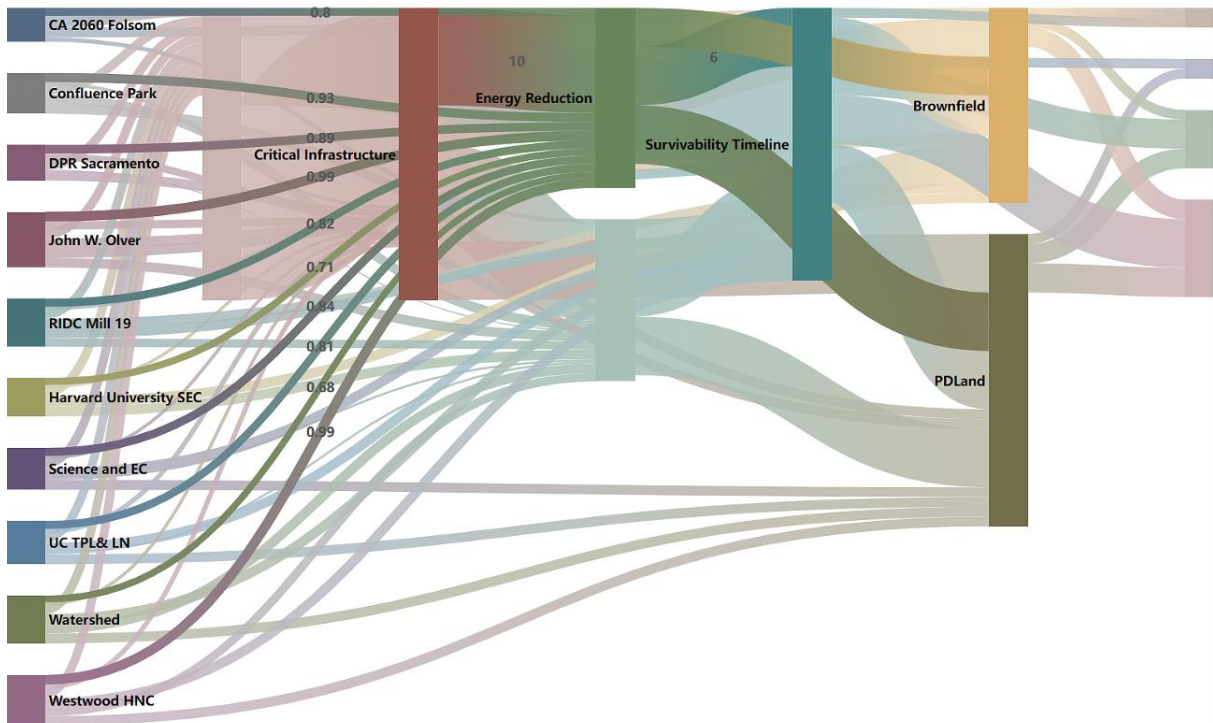 CA 2060 Folsom
0.8
Confluence Park
0.93
10
6
Energy Reduction
Brownfield
DPR Sacramento
0.89
Critical Infrastructure
0.99
Survivability Timeline
John W. Olver
0.82
0.71
RIDC Mill 19
0.84
0.81
Harvard University SEC
0.68
PDLand
0.99
Science and EC
UC TPL& LN
Watershed
Westwood HNC